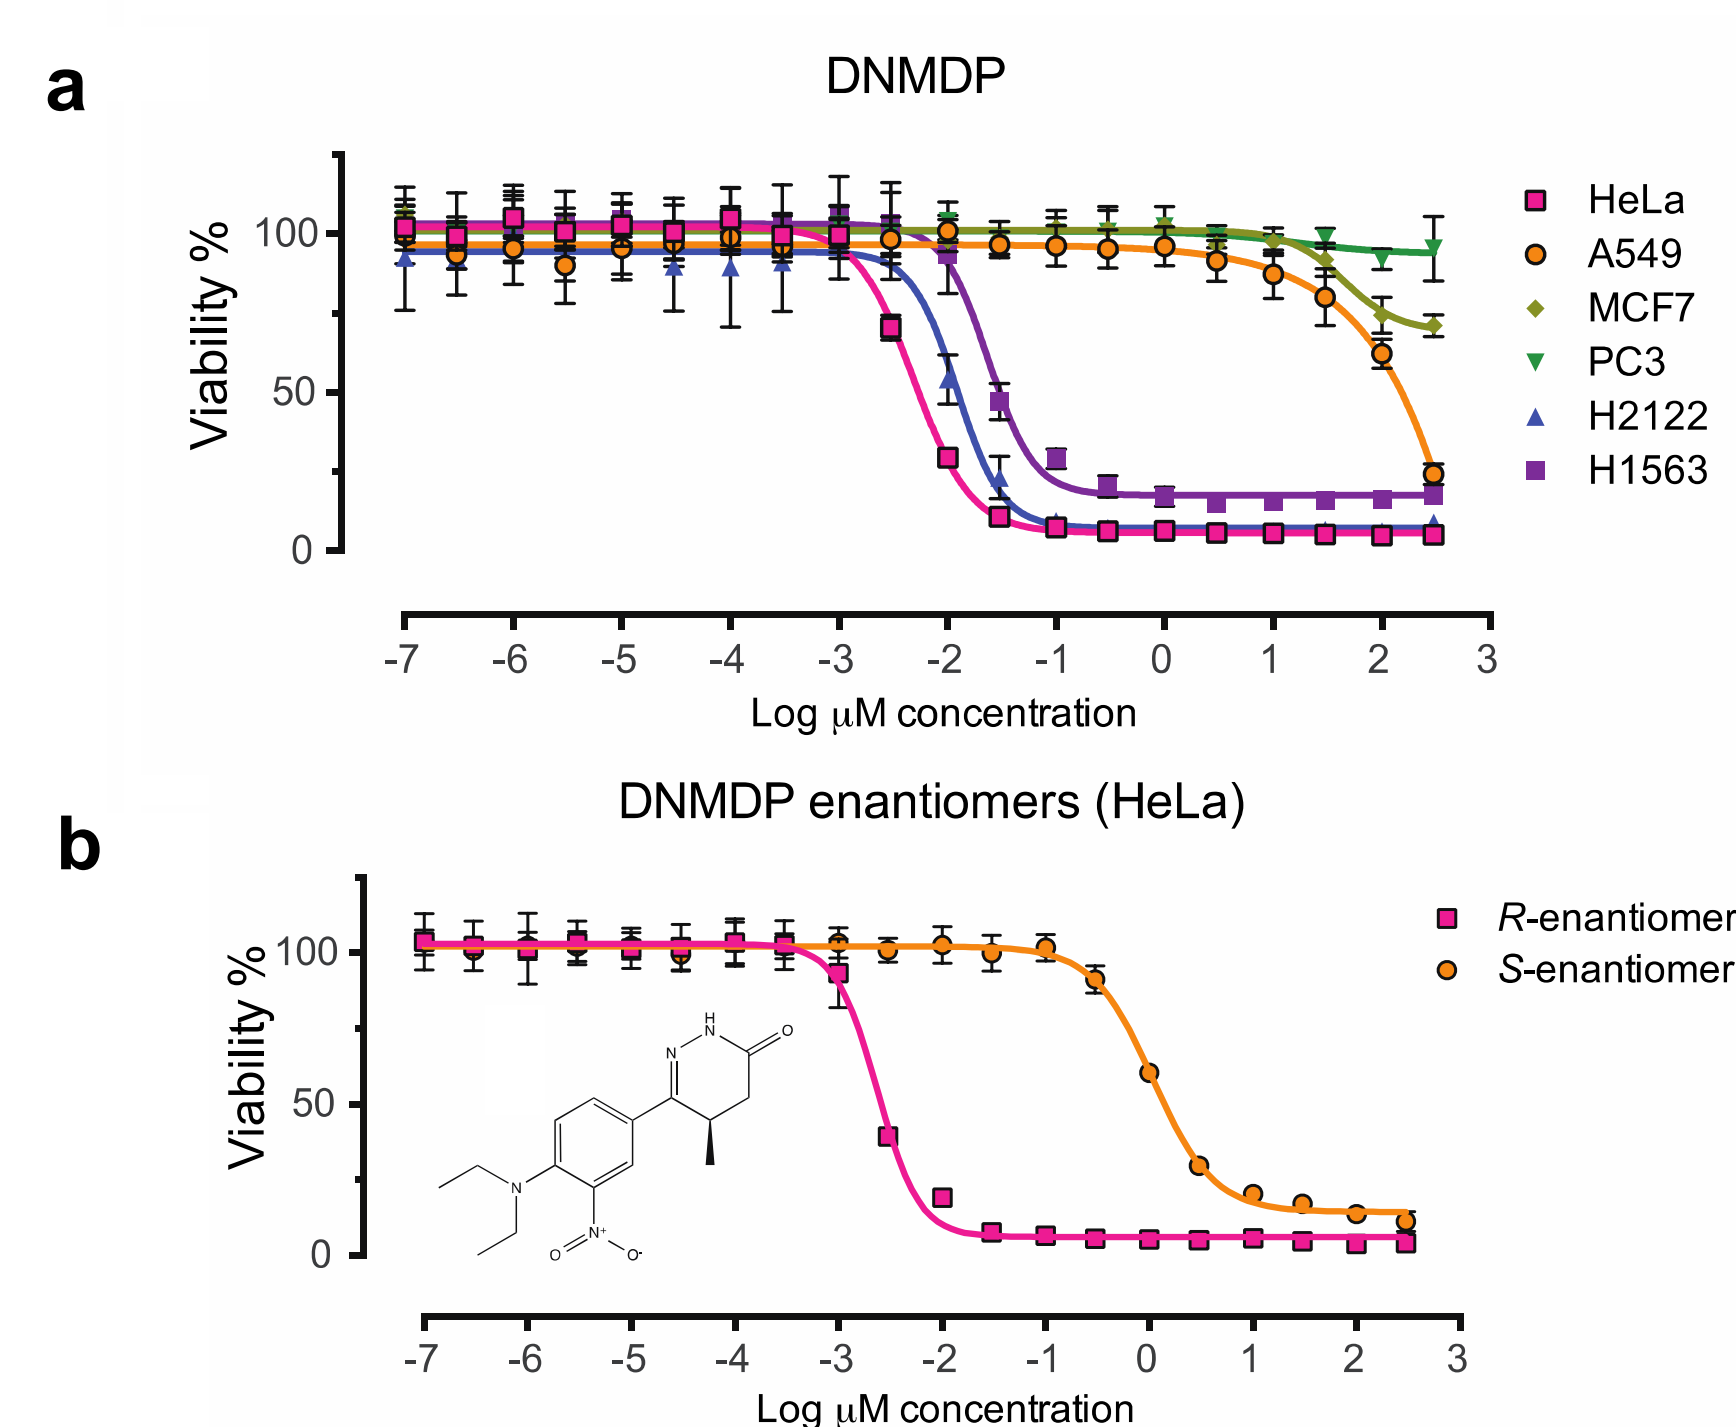 a
DNMDP
Viability %
100
50
0
-7 -6 -5 -4 -3 -2 -1 0 1 2 3
Log μM concentration
HeLa
A549
MCF7
PC3
H2122
H1563
b
DNMDP enantiomers (HeLa)
Viability %
100
50
0
H
N
N
O
N
N+
O
O-
-7 -6 -5 -4 -3 -2 -1 0 1 2 3
Log μM concentration
R-enantiomer
S-enantiomer